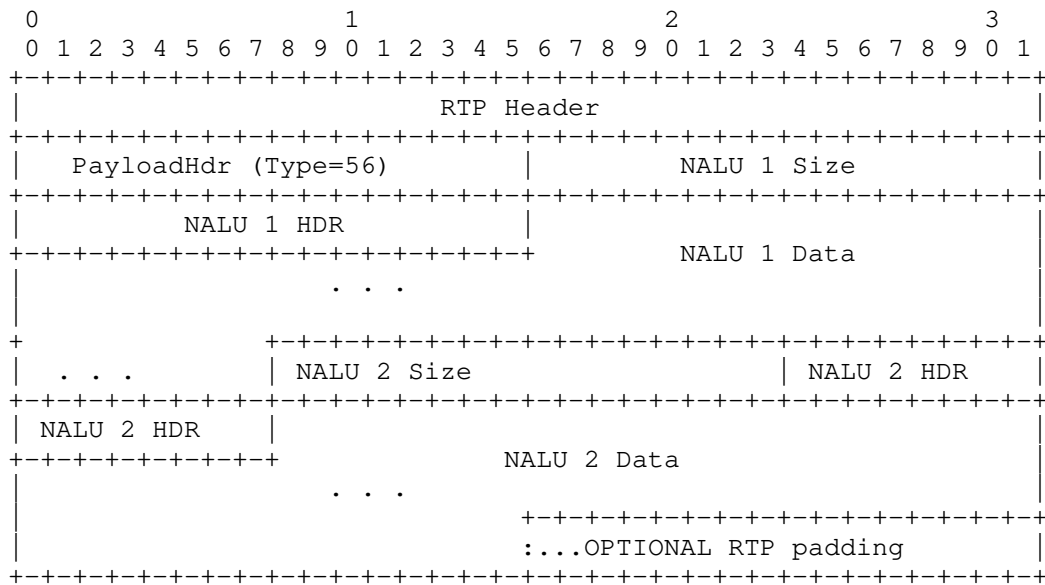 0                   1                   2                   3
 0 1 2 3 4 5 6 7 8 9 0 1 2 3 4 5 6 7 8 9 0 1 2 3 4 5 6 7 8 9 0 1
+-+-+-+-+-+-+-+-+-+-+-+-+-+-+-+-+-+-+-+-+-+-+-+-+-+-+-+-+-+-+-+-+
|                          RTP Header                           |
+-+-+-+-+-+-+-+-+-+-+-+-+-+-+-+-+-+-+-+-+-+-+-+-+-+-+-+-+-+-+-+-+
|   PayloadHdr (Type=56)        |         NALU 1 Size           |
+-+-+-+-+-+-+-+-+-+-+-+-+-+-+-+-+-+-+-+-+-+-+-+-+-+-+-+-+-+-+-+-+
|          NALU 1 HDR           |                               |
+-+-+-+-+-+-+-+-+-+-+-+-+-+-+-+-+         NALU 1 Data           |
|                   . . .                                       |
|                                                               |
+               +-+-+-+-+-+-+-+-+-+-+-+-+-+-+-+-+-+-+-+-+-+-+-+-+
|  . . .        | NALU 2 Size                   | NALU 2 HDR    |
+-+-+-+-+-+-+-+-+-+-+-+-+-+-+-+-+-+-+-+-+-+-+-+-+-+-+-+-+-+-+-+-+
| NALU 2 HDR    |                                               |
+-+-+-+-+-+-+-+-+              NALU 2 Data                      |
|                   . . .                                       |
|                               +-+-+-+-+-+-+-+-+-+-+-+-+-+-+-+-+
|                               :...OPTIONAL RTP padding        |
+-+-+-+-+-+-+-+-+-+-+-+-+-+-+-+-+-+-+-+-+-+-+-+-+-+-+-+-+-+-+-+-+